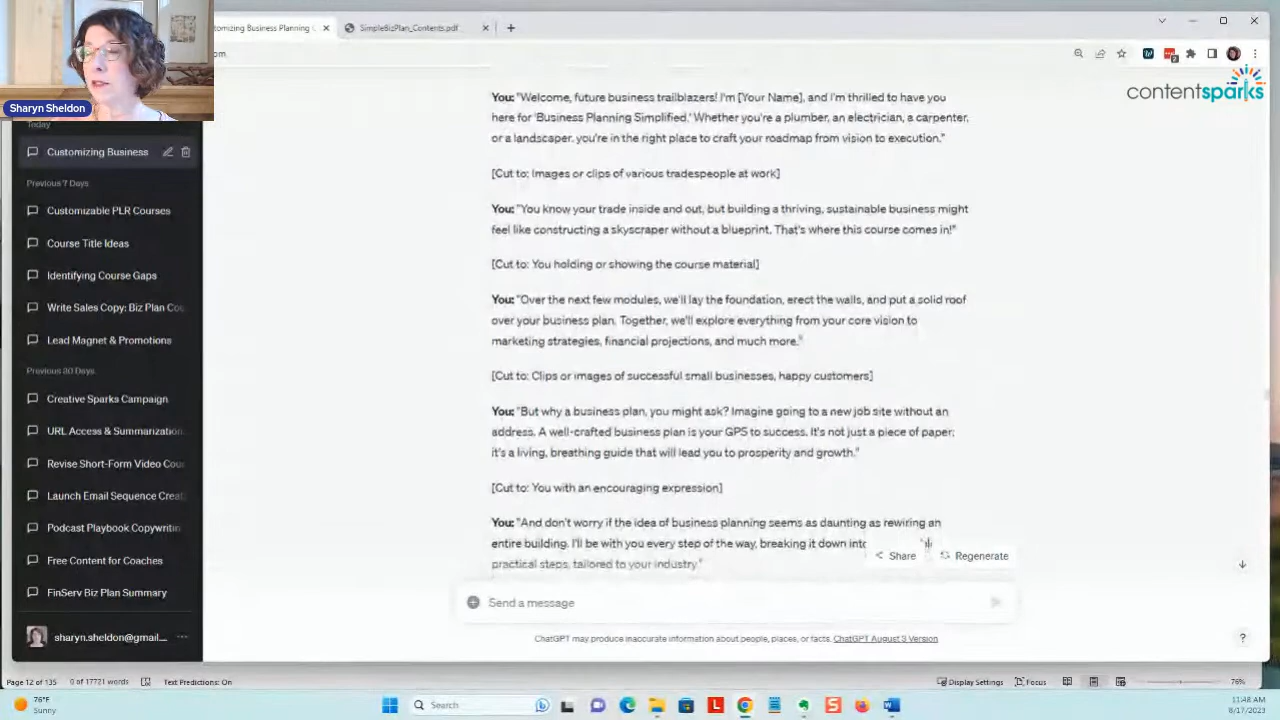 tomizing Business Planning
SimpleBizPlan_Contents.pdf
om.
Sharyn Sheldon
contentsparks
Today
Customizing Business
Previous 7 Days
Customizable PLR Courses
Course Title Ideas
Identifying Course Gaps
Write Sales Copy: Biz Plan Cou
Lead Magnet & Promotions
Previous 30 Days
Creative Sparks Campaign
URL Access & Summarization
Revise Short-Form Video Cou
Launch Email Sequence Creat
Podcast Playbook Copywritin
Free Content for Coaches
FinServ Biz Plan Summary
sharyn.sheldon@gmail...
You: "Welcome, future business trailblazers! I'm [Your Name], and I'm thrilled to have you
here for 'Business Planning Simplified.' Whether you're a plumber, an electrician, a carpenter,
or a landscaper, you're in the right place to craft your roadmap from vision to execution."
[Cut to: Images or clips of various tradespeople at work]
You: "You know your trade inside and out, but building a thriving, sustainable business might
feel like constructing a skyscraper without a blueprint. That's where this course comes in!"
[Cut to: You holding or showing the course material]
You: "Over the next few modules, we'll lay the foundation, erect the walls, and put a solid roof
over your business plan. Together, we'll explore everything from your core vision to
marketing strategies, financial projections, and much more."
[Cut to: Clips or images of successful small businesses, happy customers]
You: "But why a business plan, you might ask? Imagine going to a new job site without an
address. A well-crafted business plan is your GPS to success. It's not just a piece of paper;
it's a living, breathing guide that will lead you to prosperity and growth."
[Cut to: You with an encouraging expression]
You: "And don't worry if the idea of business planning seems as daunting as rewiring an
entire building. I'll be with you every step of the way, breaking it down into
practical steps, tailored to your industry."
Share
Regenerate
Send a message
ChatGPT may produce inaccurate information about people, places, or facts. ChatGPT August 3 Version
?
Page 12 of 135
0 of 17721 words
Text Predictions: On
Display Settings
Focus
76%
76°F
Sunny
Search
11:48 AM
8/17/2023